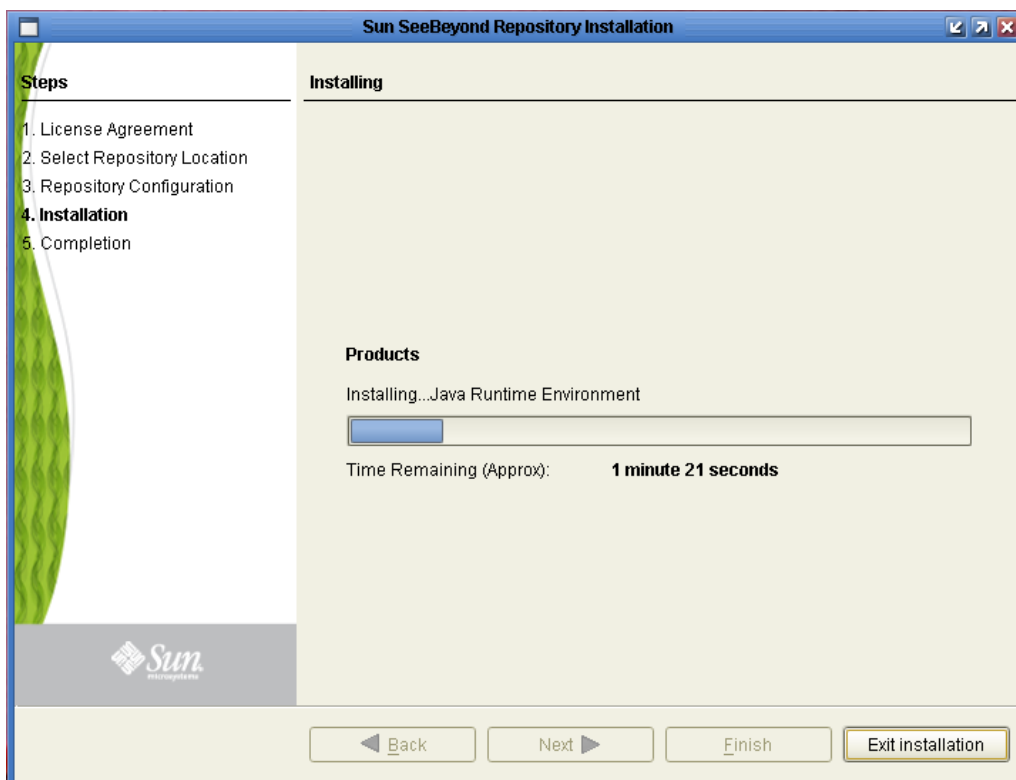 Sun SeeBeyond Repository Installation
Steps
1. License Agreement
2. Select Repository Location
3. Repository Configuration
4. Installation
5. Completion
Installing
Products
Installing...Java Runtime Environment
Time Remaining (Approx): 1 minute 21 seconds
Sun
microsystems
Back Next Finish Exit installation